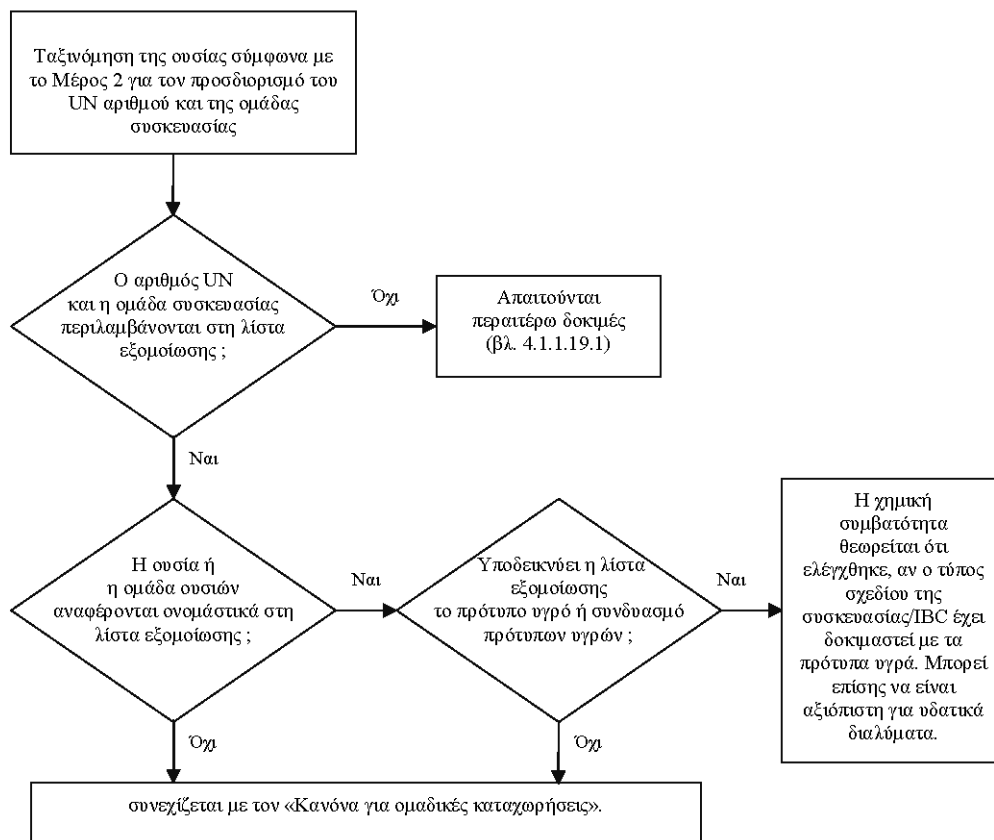 Ταξινόμηση της ουσίας σύμφωνα με
το Μέρος 2 για τον προσδιορισμό του
UN αριθμού και της ομάδας
συσκευασίας
Ο αριθμός UN
και η ομάδα συσκευασίας
περιλαμβάνονται στη λίστα
εξομοίωσης ;
Όχι
Απαιτούνται
περαιτέρω δοκιμές
(βλ. 4.1.1.19.1)
Ναι
Η ουσία ή
η ομάδα ουσιών
αναφέρονται ονομάστικά στη
λίστα εξομοίωσης ;
Ναι
Υποδεικνύει η λίστα
εξομοίωσης
το πρότυπο υγρό ή συνδυασμό
πρότυπων υγρών ;
Ναι
Η χημική
συμβατότητα
θεωρείται ότι
ελέγχθηκε, αν ο τύπος
σχεδίου της
συσκευασίας/IBC έχει
δοκιμαστεί με τα
πρότυπα υγρά. Μπορεί
επίσης να είναι
αξιόπιστη για υδατικά
διαλύματα.
Όχι
Όχι
συνεχίζεται με τον «Κανόνα για ομαδικές καταχωρήσεις».